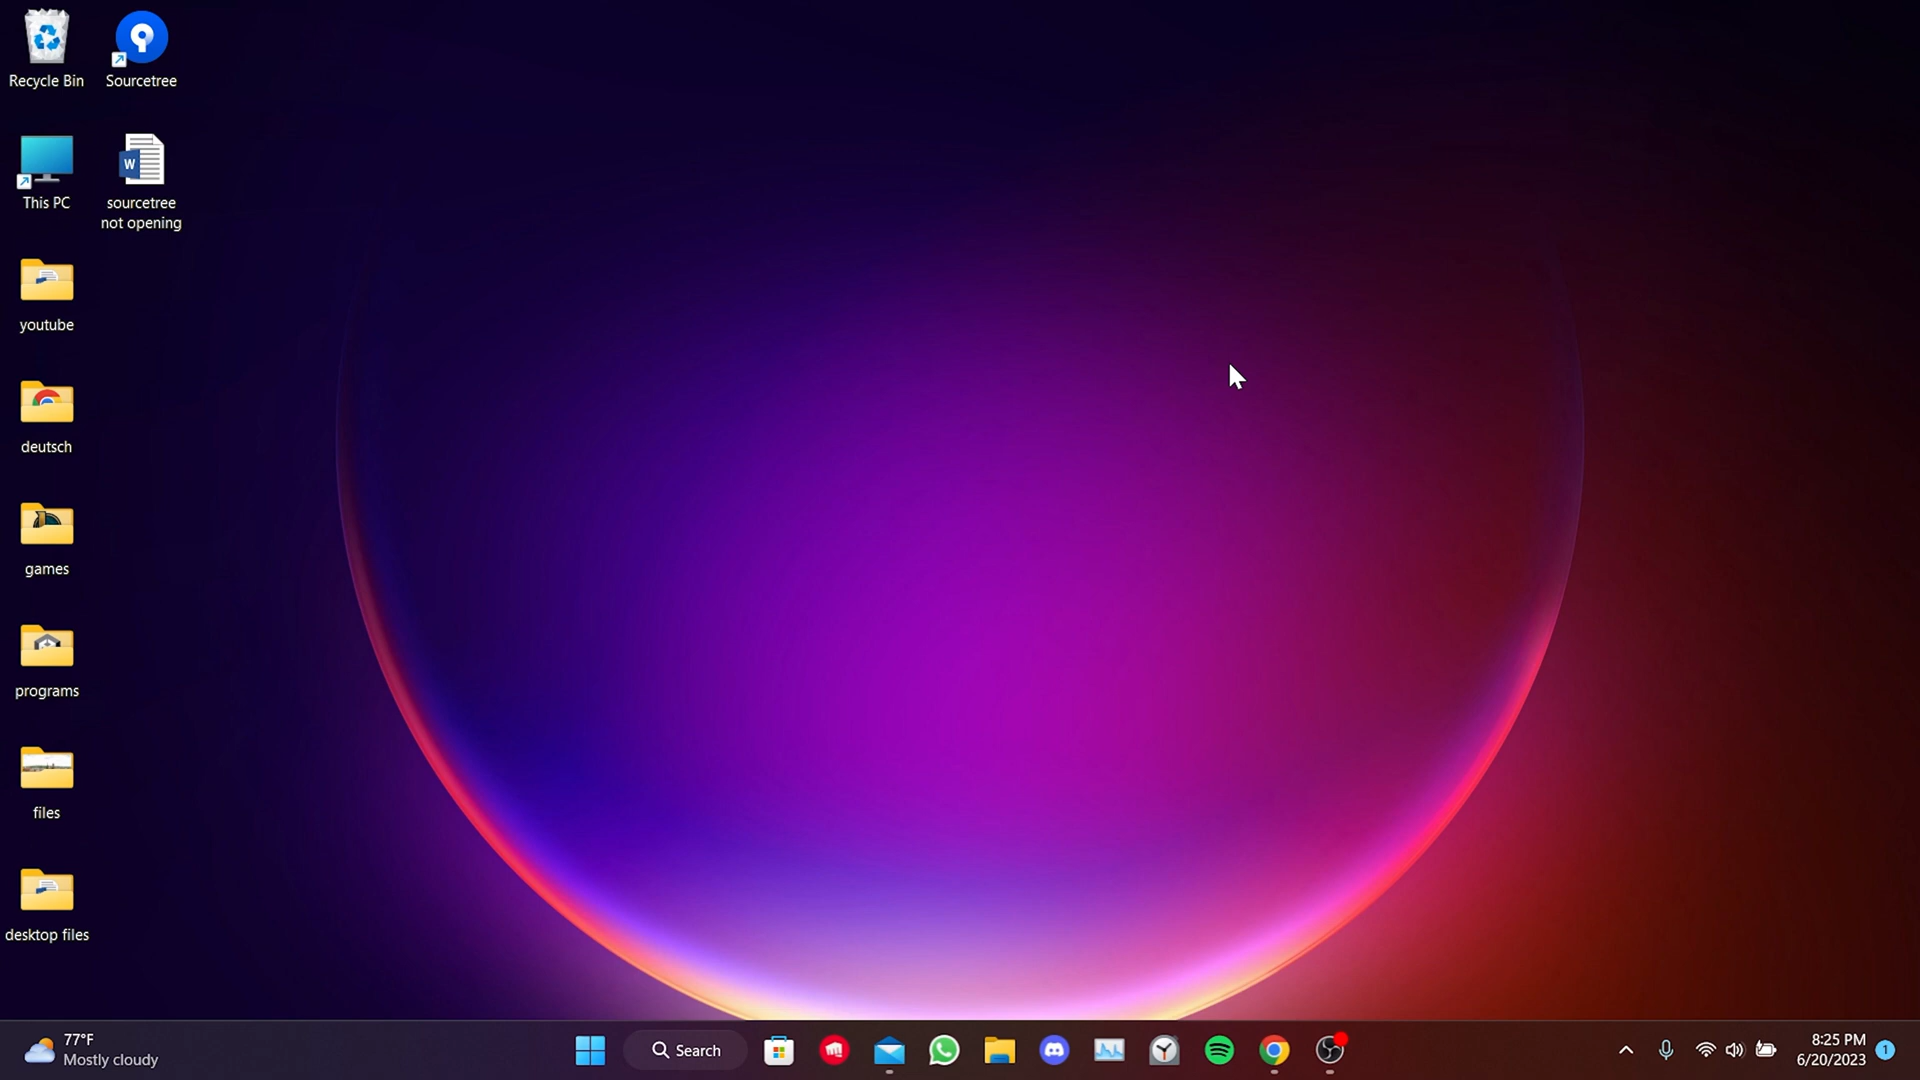 Recycle Bin
Sourcetree
This PC
sourcetree
not opening
youtube
deutsch
games
programs
files
desktop files
77°F
Mostly cloudy
Search
8:25 PM
6/20/2023
1